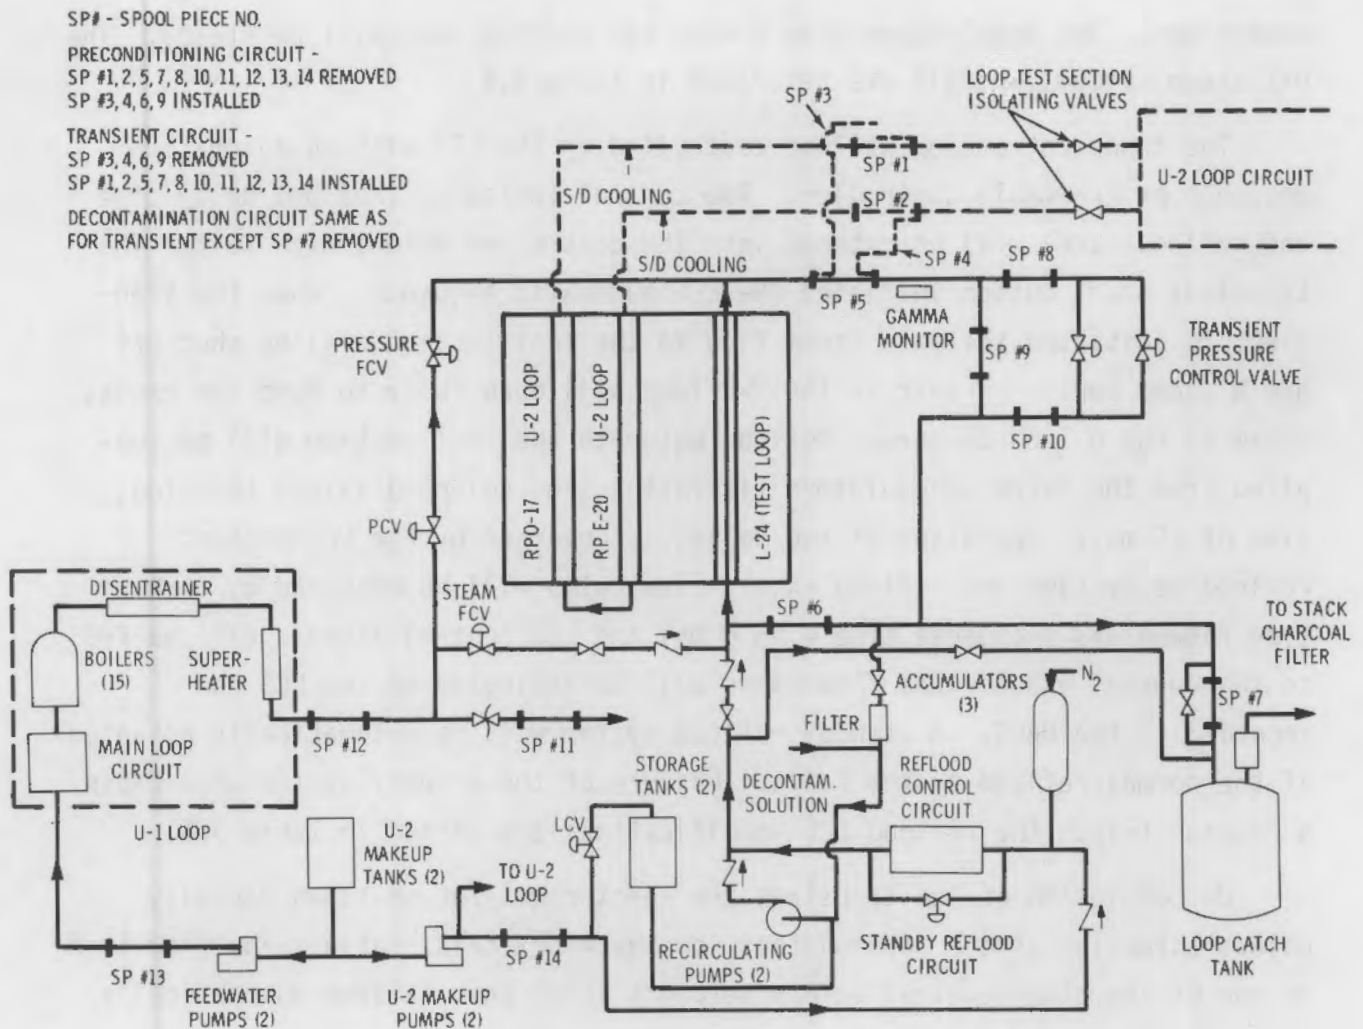 SP# - SPOOL PIECE NO.
PRECONDITIONING CIRCUIT -
SP #1, 2, 5, 7, 8, 10, 11, 12, 13, 14 REMOVED
SP #3, 4, 6, 9 INSTALLED
TRANSIENT CIRCUIT -
SP #3, 4, 6, 9 REMOVED
SP #1, 2, 5, 7, 8, 10, 11, 12, 13, 14 INSTALLED
DECONTAMINATION CIRCUIT SAME AS
FOR TRANSIENT EXCEPT SP #7 REMOVED
SP #3
LOOP TEST SECTION
ISOLATING VALVES
SP #1
U-2 LOOP CIRCUIT
S/D COOLING
SP #2
S/D COOLING
SP #4
SP #8
SP #5
GAMMA
MONITOR
SP #9
TRANSIENT
PRESSURE
CONTROL VALVE
PRESSURE
FCV
U-2 LOOP
U-2 LOOP
RPO-17
RFE-20
L-24 (TEST LOOP)
SP #10
PCV
DISENTRAINER
STEAM
FCV
SP #6
TO STACK
CHARCOAL
FILTER
BOILERS
(15)
SUPER-
HEATER
ACCUMULATORS
(3)
N2
SP #7
FILTER
MAIN LOOP
CIRCUIT
SP #12
SP #11
STORAGE
TANKS (2)
DECONTAM
SOLUTION
REFLOOD
CONTROL
CIRCUIT
U-1 LOOP
U-2
MAKEUP
TANKS (2)
LCV
TO U-2
LOOP
SP #13
SP #14
RECIRCULATING
PUMPS (2)
STANDBY REFLOOD
CIRCUIT
LOOP CATCH
TANK
FEEDWATER
PUMPS (2)
U-2 MAKEUP
PUMPS (2)